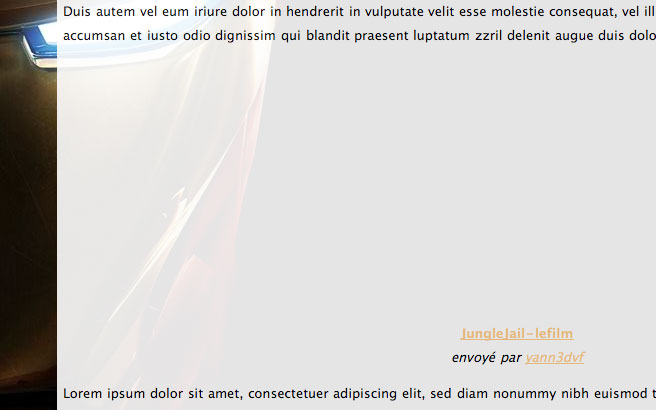 Duis autem vel eum iriure dolor in hendrerit in vulputate velit esse molestie consequat, vel ill
accumsan et iusto odio dignissim qui blandit praesent luptatum zzril delenit augue duis dolo
JungleJail-lefilm
envoyé par yann3dvf
Lorem ipsum dolor sit amet, consectetuer adipiscing elit, sed diam nonummy nibh euismod t